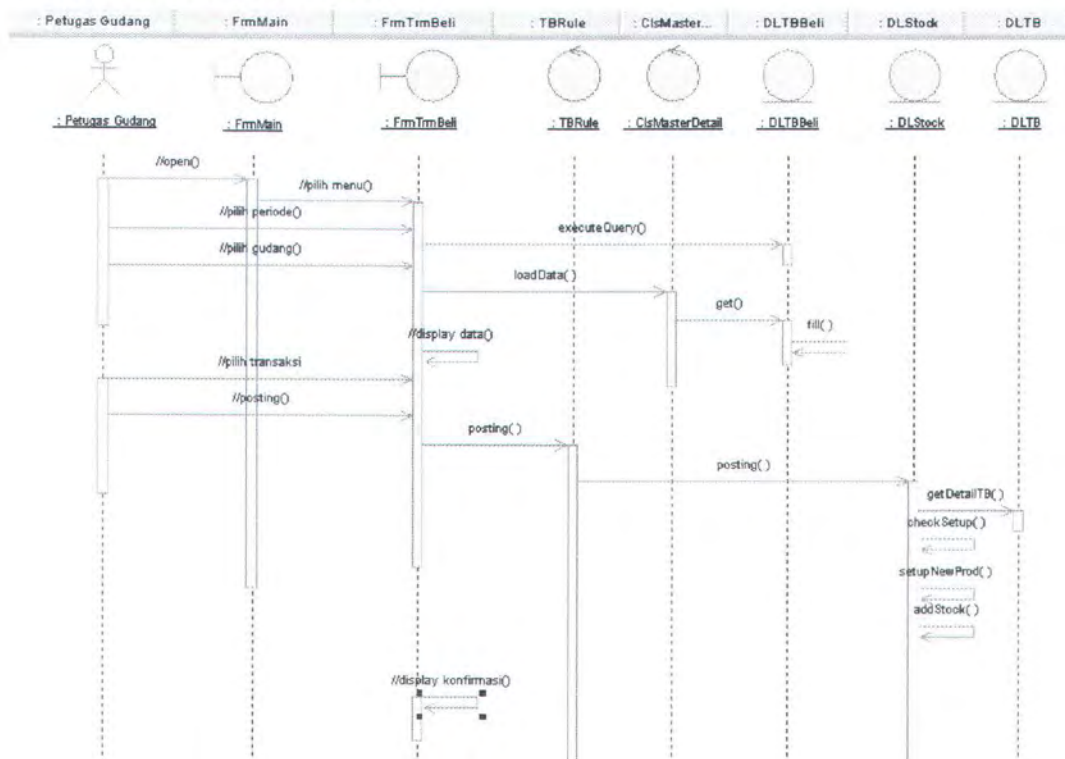 : Petugas Gudang : FrmMain : FrmTrmBeli : TBRule : ClsMaster... : DLTBBeli : DLStock : DLTB
: Petugas Gudang : FrmMain : FrmTrmBeli : TBRule : ClsMasterDetail : DLTBBeli : DLStock : DLTB
//open()
//pilih menu()
//pilih periode()
executeQuery()
//pilih gudang()
loadData( )
get()
fill( )
//display data()
//pilih transaksi
//posting()
posting( )
posting( )
getDetailTB( )
checkSetup( )
setupNewProd( )
addStock( )
//display konfirmasi()